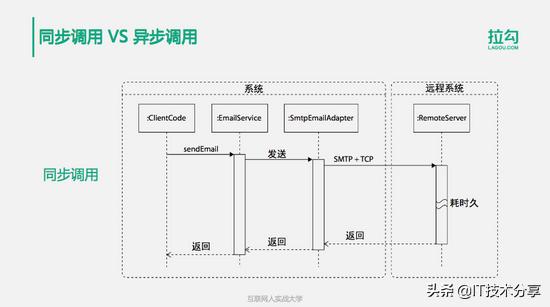 同步调用 VS 异步调用
拉勾
LAGOU.COM
系统
远程系统
:ClientCode
:EmailService
:SmtpEmailAdapter
:RemoteServer
sendEmail
发送
SMTP + TCP
同步调用
耗时久
返回
返回
返回
互联网人实战大学
头条 @IT技术分享